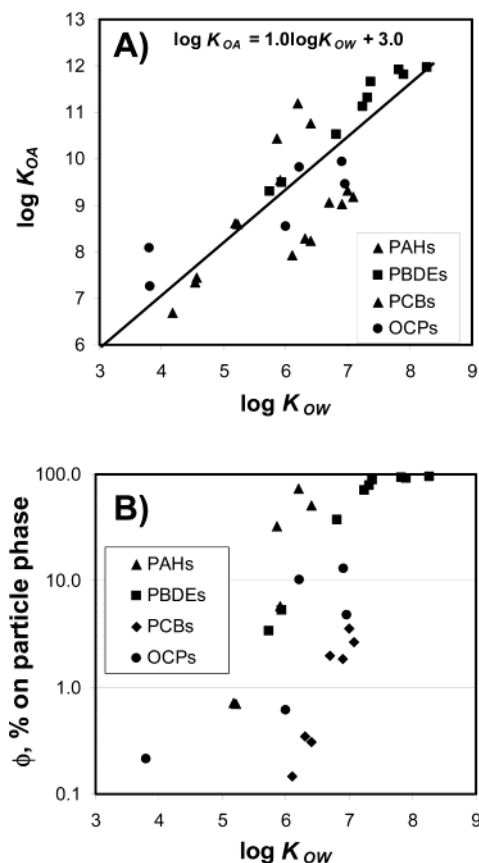 A)
log KOA = 1.0logKOW + 3.0
13
12
11
10
9
8
7
6
log KOA
PAHs
PBDEs
PCBs
OCPs
3 4 5 6 7 8 9
log KOW
B)
100.0
10.0
1.0
0.1
ϕ, % on particle phase
PAHs
PBDEs
PCBs
OCPs
3 4 5 6 7 8 9
log KOW